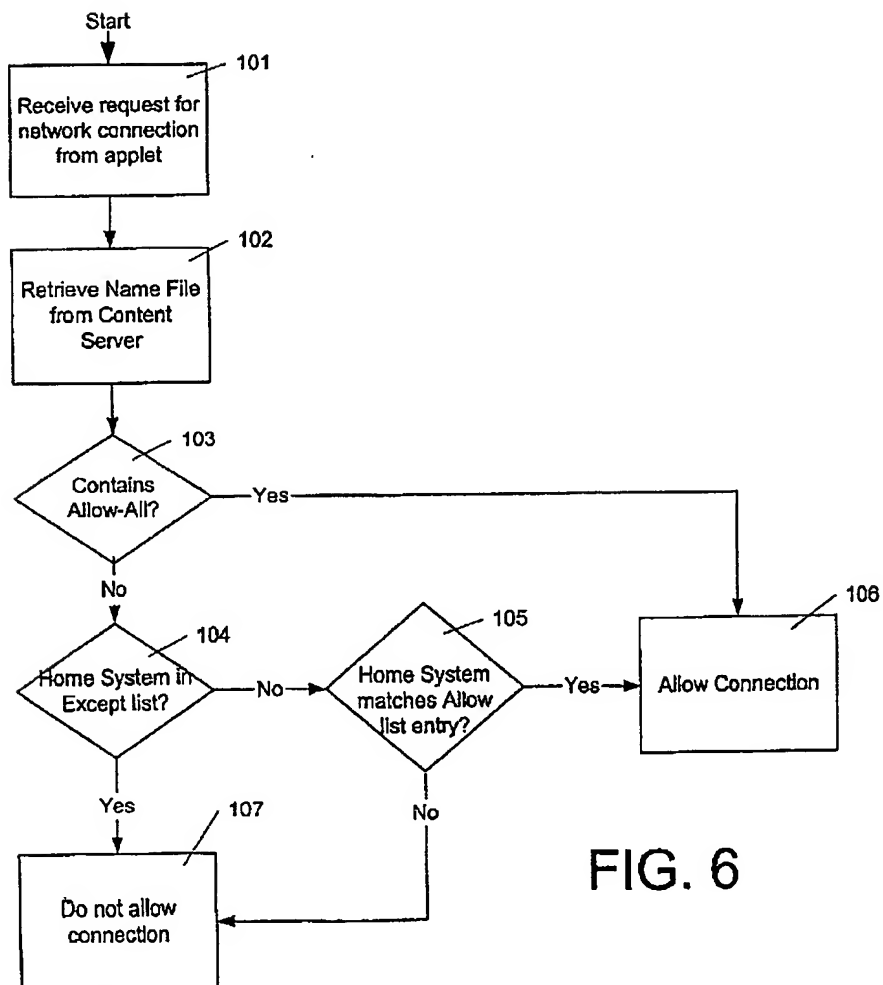 Start
101
Receive request for
network connection
from applet
102
Retrieve Name File
from Content
Server
103
Contains
Allow-All?
Yes
No
104
Home System in
Except list?
No
105
Home System
matches Allow
list entry?
Yes
106
Allow Connection
Yes
No
107
Do not allow
connection
FIG. 6